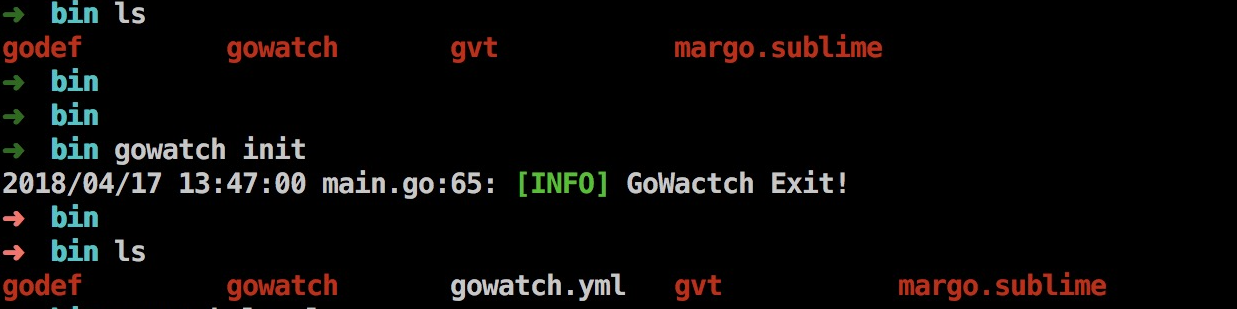 ➜ bin ls
godef gowatch gvt margo.sublime
➜ bin
➜ bin
➜ bin gowatch init
2018/04/17 13:47:00 main.go:65: [INFO] GoWactch Exit!
➜ bin
➜ bin ls
godef gowatch gowatch.yml gvt margo.sublime